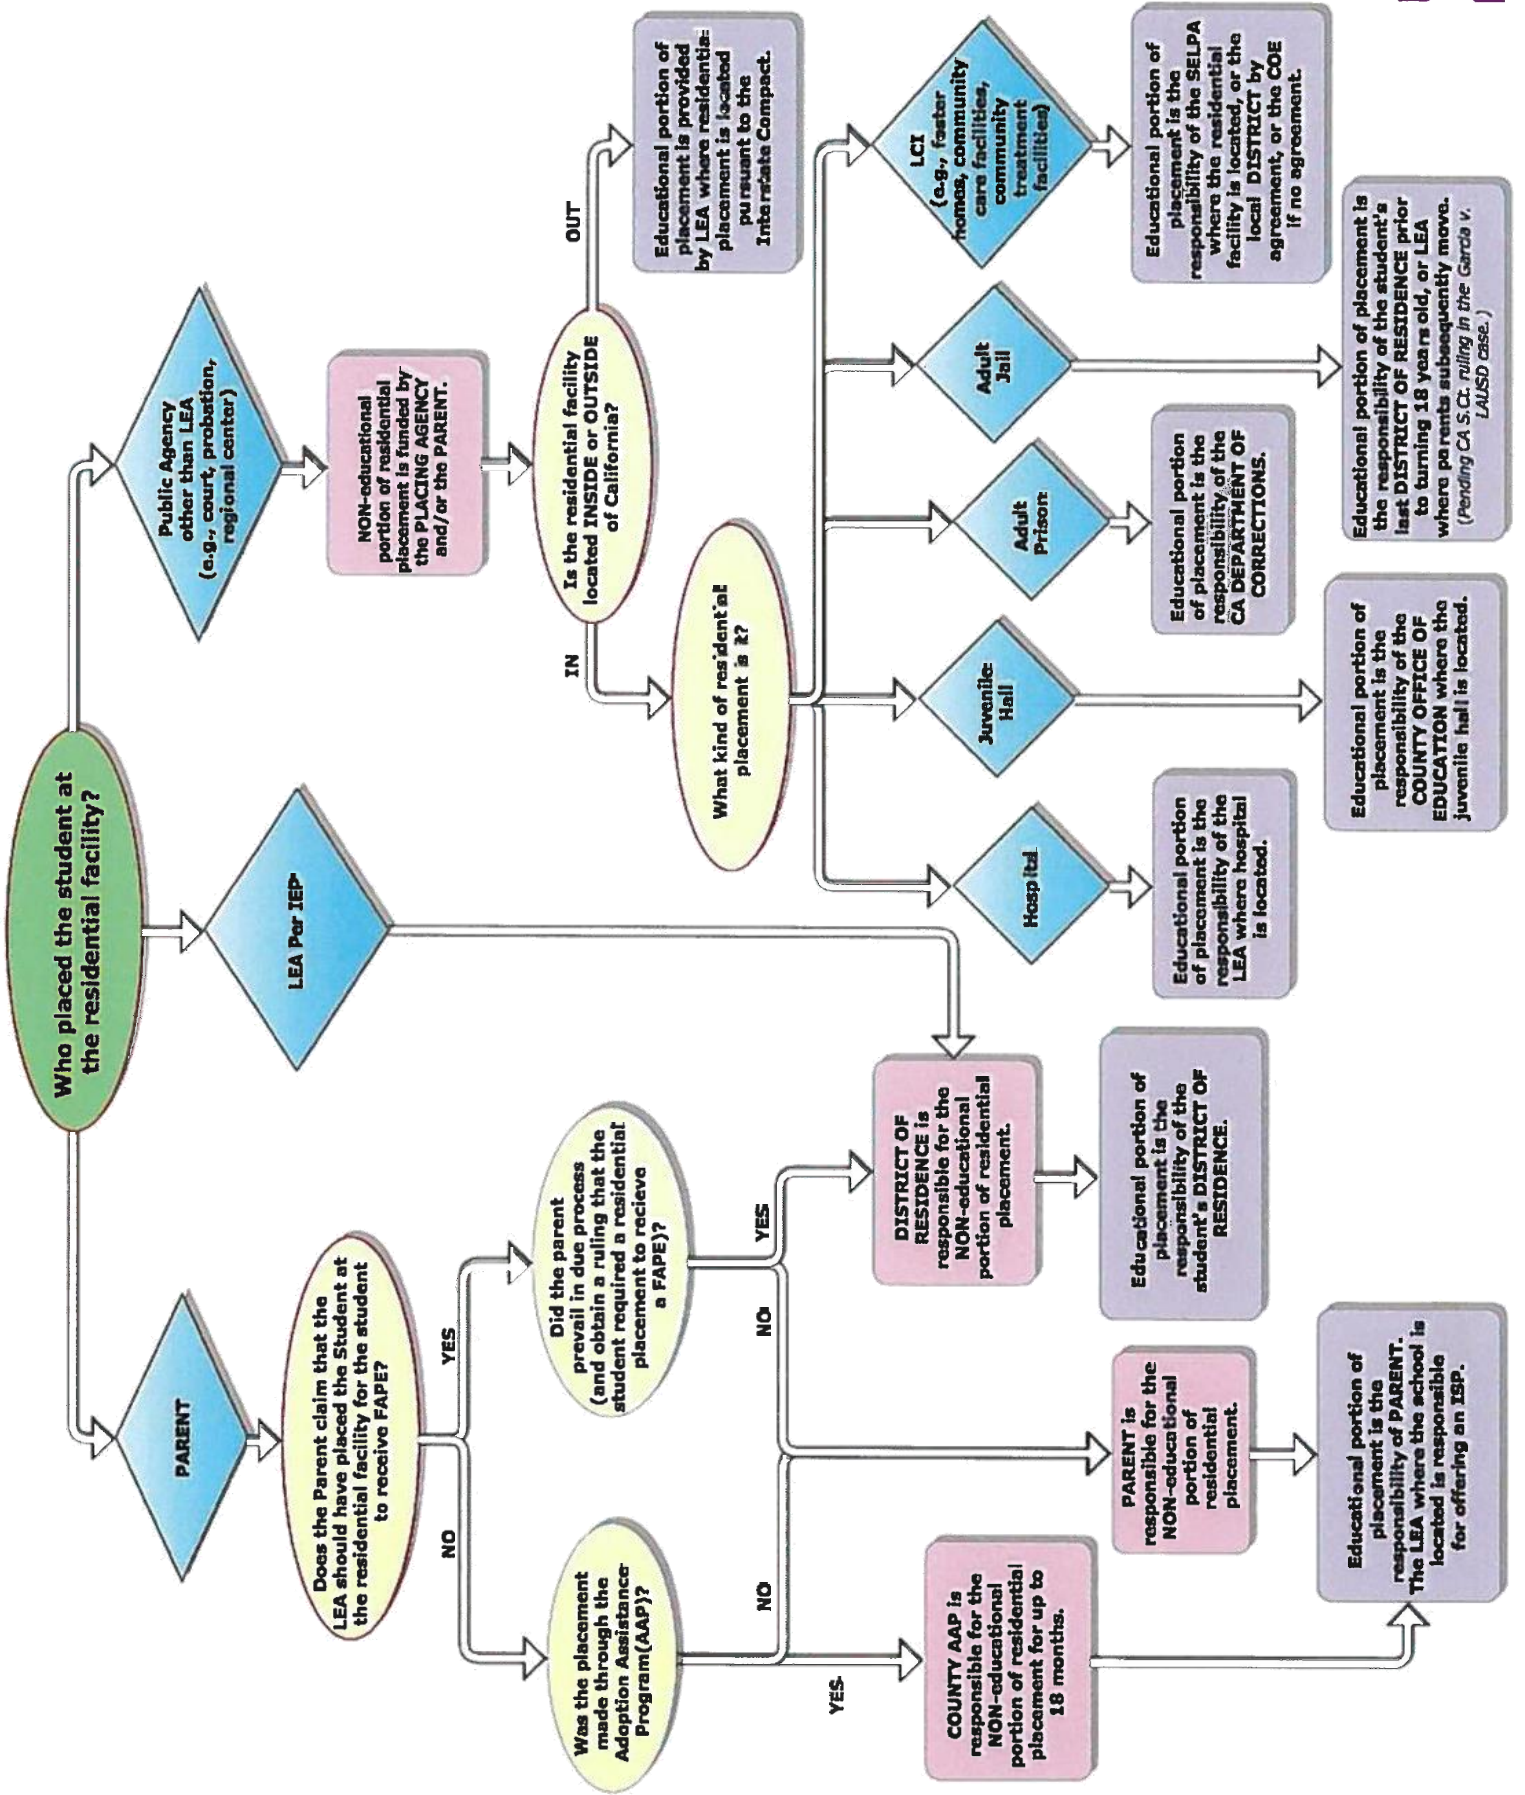 Who placed the student at
the residential facility?
PARENT
LEA Per IEP
Public Agency
other than LEA
(e.g., court, probation,
regional center)
Does the Parent claim that the
LEA should have placed the Student at
the residential facility for the student
to receive FAPE?
NON-educational
portion of residential
placement is funded by
the PLACING AGENCY
and/or the PARENT.
NO
YES
Was the placement
made through the
Adoption Assistance
Program(AAP)?
Did the parent
prevail in due process
(and obtain a ruling that the
student required a residential
placement to recieve
a FAPE)?
Is the residential facility
located INSIDE or OUTSIDE
of California?
IN
OUT
What kind of residential
placement is it?
Educational portion of
placement is provided
by LEA where residential
placement is located
pursuant to the
Interstate Compact.
YES
NO
NO
YES
COUNTY AAP is
responsible for the
NON-educational
portion of residential
placement for up to
18 months.
PARENT is
responsible for the
NON-educational
portion of
residential
placement.
DISTRICT OF
RESIDENCE is
responsible for the
NON-educational
portion of residential
placement.
Hospital
Juvenile
Hall
Adult
Prison
Adult
Jail
LCI
(e.g., foster
homes, community
care facilities,
community
treatment
facilities)
Educational portion of
placement is the
responsibility of PARENT.
The LEA where the school is
located is responsible
for offering an ISP.
Educational portion of
placement is the
responsibility of the
student's DISTRICT OF
RESIDENCE.
Educational portion
of placement is the
responsibility of the
LEA where hospital
is located.
Educational portion of
placement is the
responsibility of the
COUNTY OFFICE OF
EDUCATION where the
juvenile hall is located.
Educational portion
of placement is the
responsibility of the
CA DEPARTMENT OF
CORRECTIONS.
Educational portion of placement is
the responsibility of the student's
last DISTRICT OF RESIDENCE prior
to turning 18 years old, or LEA
where parents subsequently move.
(Pending CA S.Ct. ruling in the Garcia v.
LAUSD case.)
Educational portion of
placement is the
responsibility of the SELPA
where the residential
facility is located, or the
local DISTRICT by
agreement, or the COE
if no agreement.